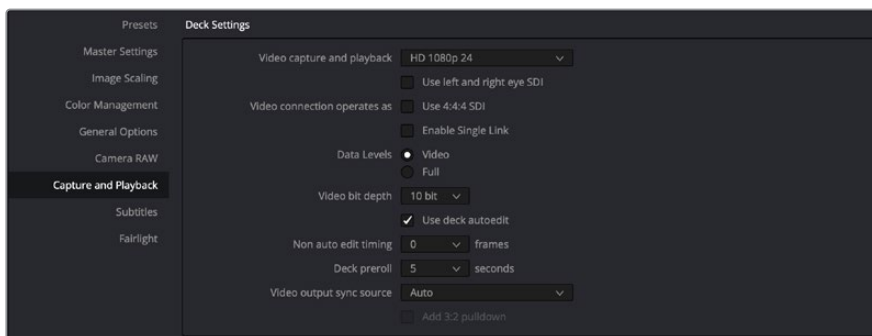 Presets
Master Settings
Image Scaling
Color Management
General Options
Camera RAW
Capture and Playback
Subtitles
Fairlight
Deck Settings
Video capture and playback HD 1080p 24
Use left and right eye SDI
Video connection operates as Use 4:4:4 SDI
Enable Single Link
Data Levels Video
Full
Video bit depth 10 bit
Use deck autoedit
Non auto edit timing 0 frames
Deck preroll 5 seconds
Video output sync source Auto
Add 3:2 pulldown